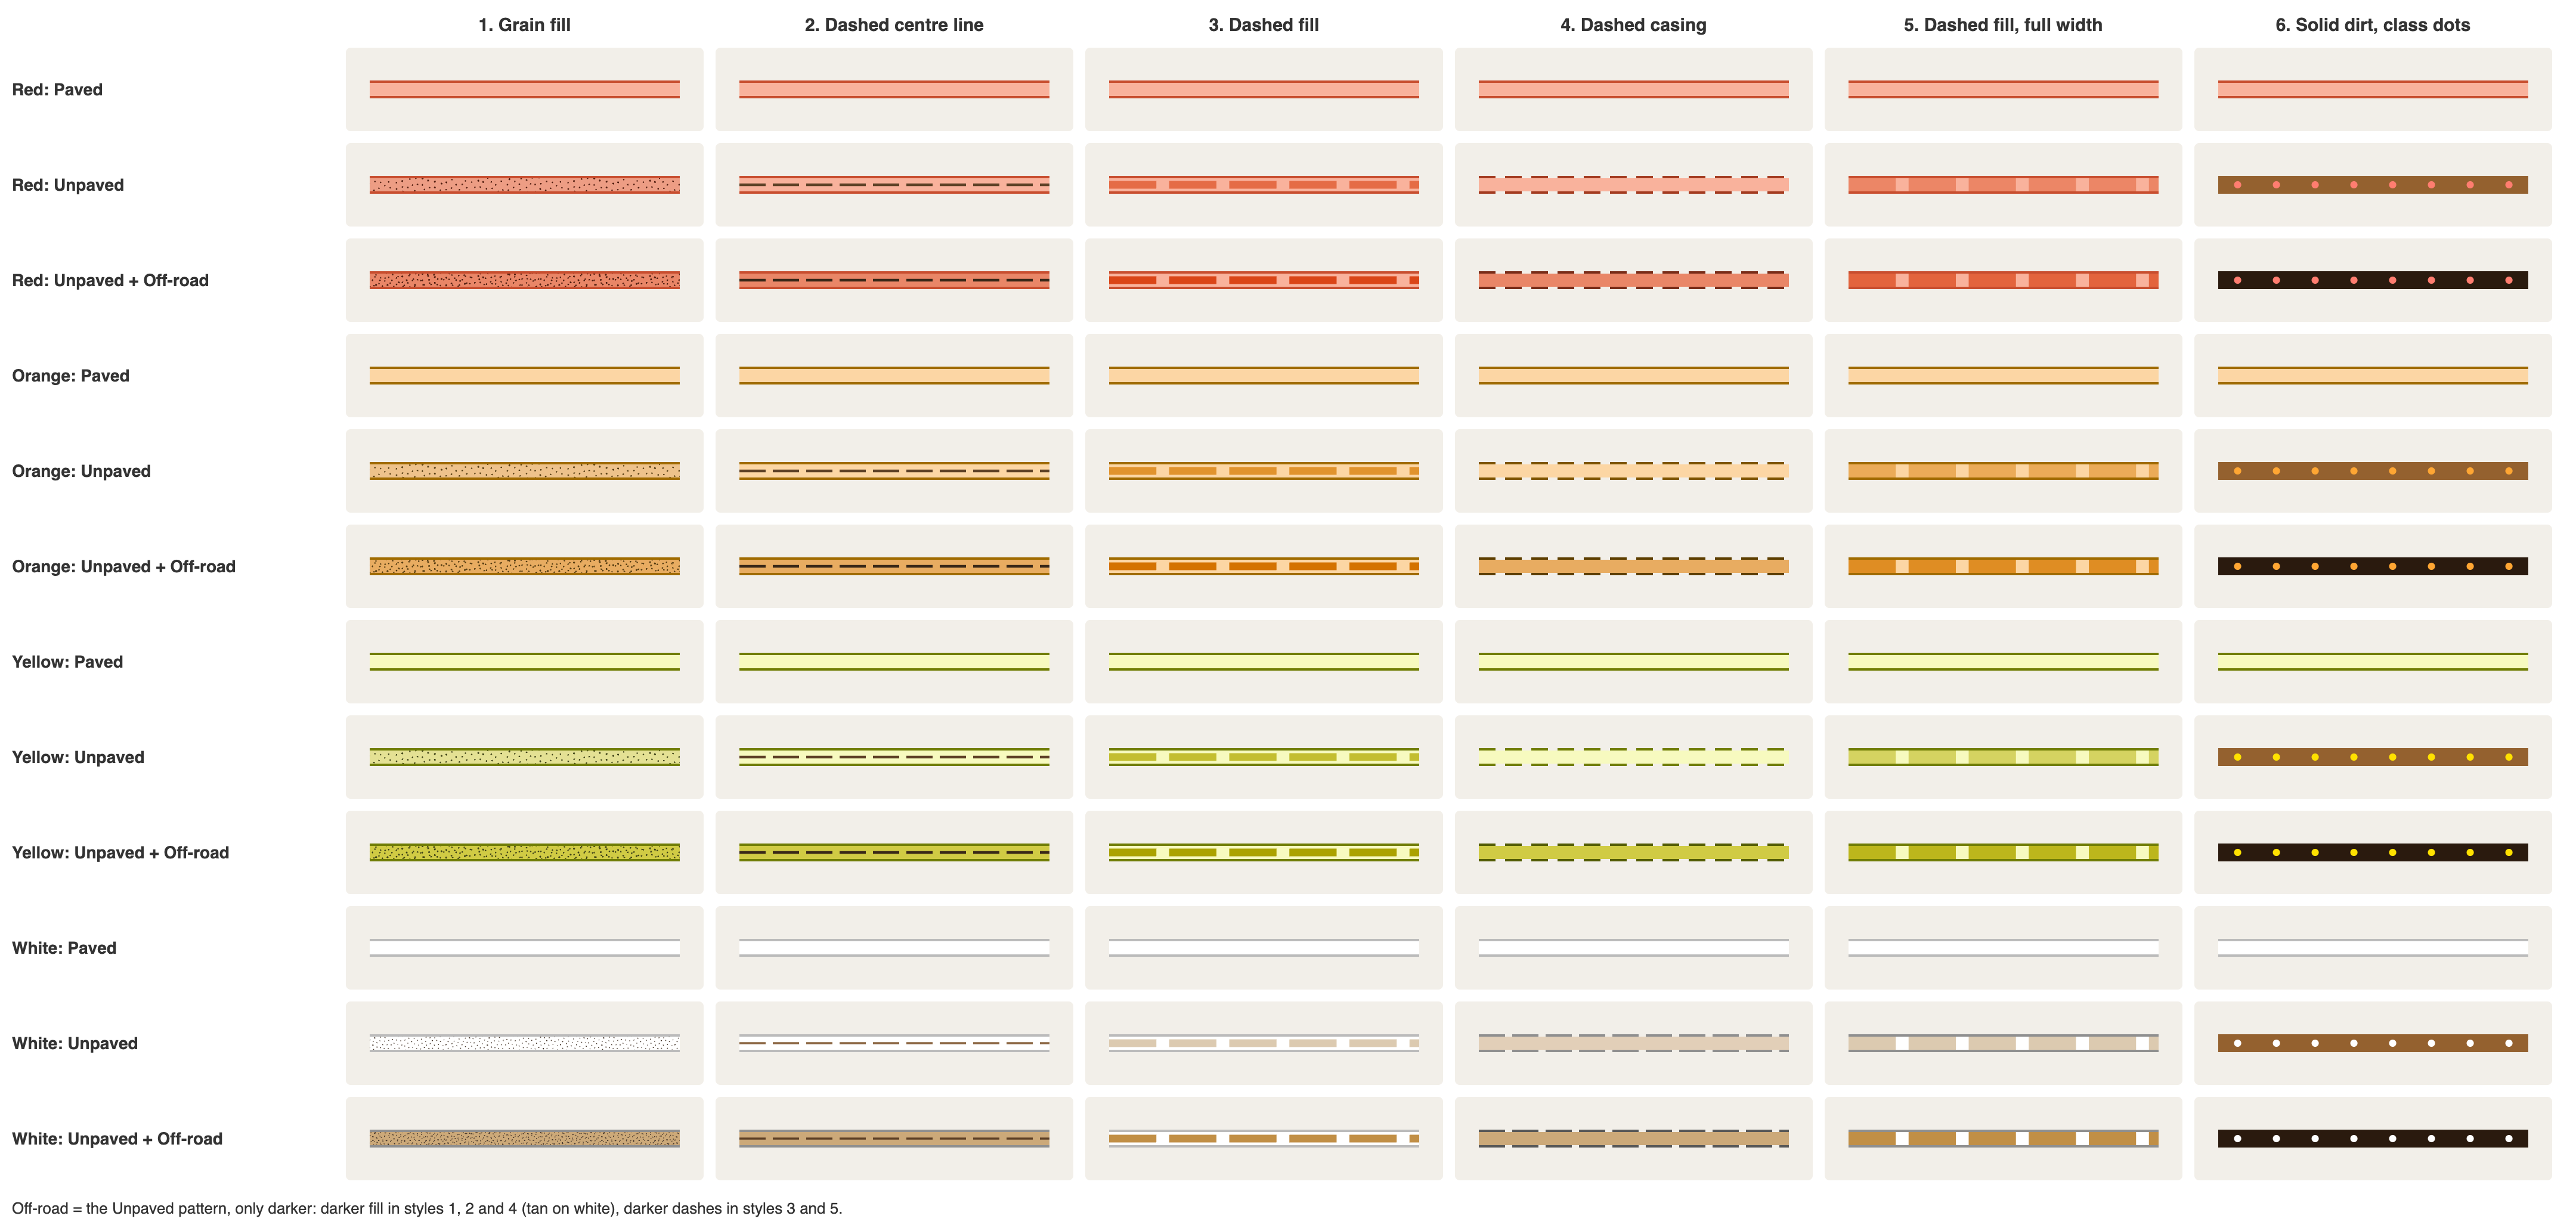 1. Grain fill
2. Dashed centre line
3. Dashed fill
4. Dashed casing
5. Dashed fill, full width
6. Solid dirt, class dots
Red: Paved
Red: Unpaved
Red: Unpaved + Off-road
Orange: Paved
Orange: Unpaved
Orange: Unpaved + Off-road
Yellow: Paved
Yellow: Unpaved
Yellow: Unpaved + Off-road
White: Paved
White: Unpaved
White: Unpaved + Off-road
Off-road = the Unpaved pattern, only darker: darker fill in styles 1, 2 and 4 (tan on white), darker dashes in styles 3 and 5.